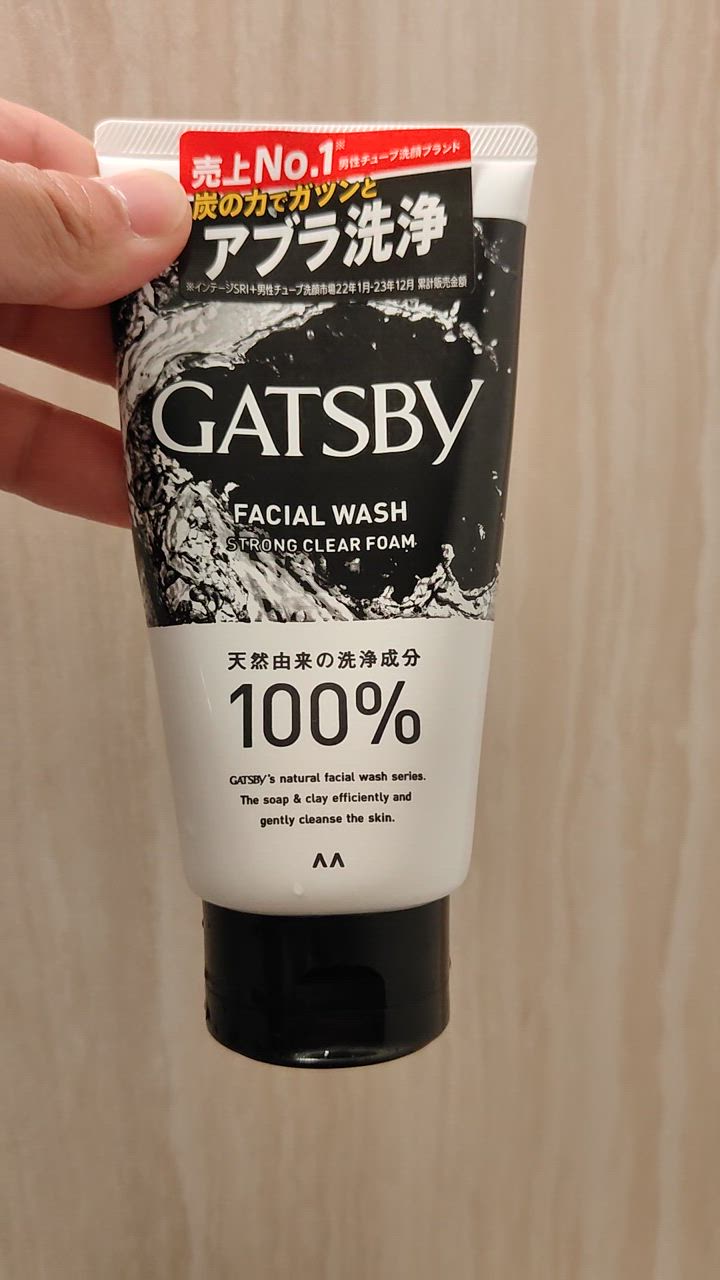 売上No.1※ 男性チューブ洗顔ブランド
炭の力でガツンと
アブラ洗浄
※インテージSRI+男性チューブ洗顔市場22年1月-23年12月 累計販売金額
GATSBY
FACIAL WASH
STRONG CLEAR FOAM
天然由来の洗浄成分
100%
GATSBY's natural facial wash series.
The soap & clay efficiently and
gently cleanse the skin.